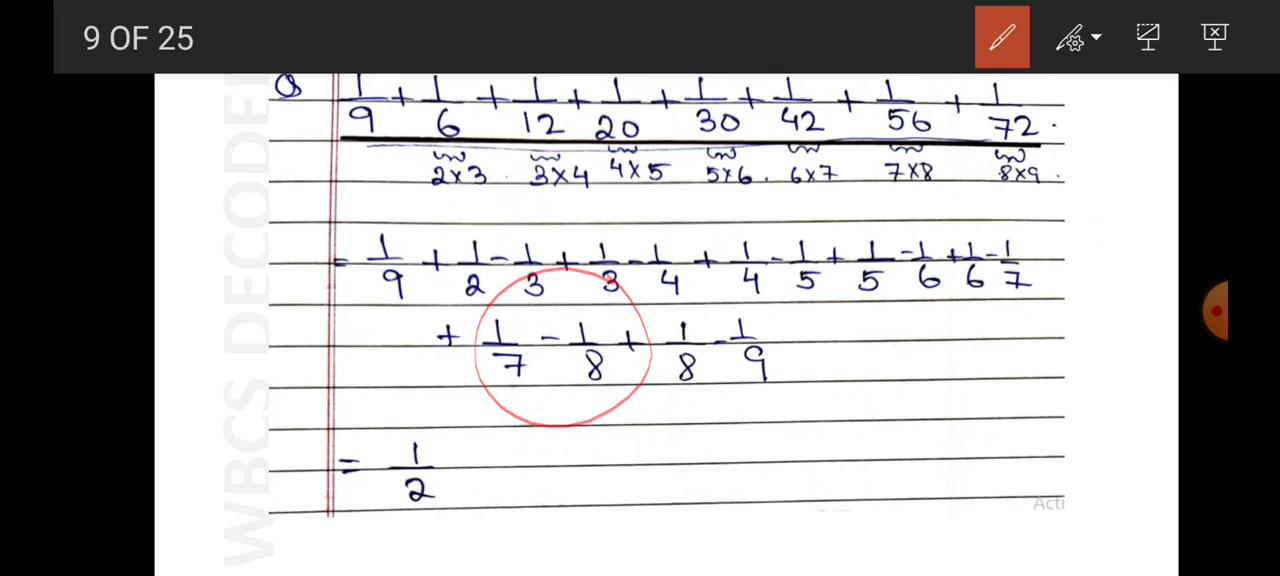 9 OF 25
Q 1/9 + 1/6 + 1/12 + 1/20 + 1/30 + 1/42 + 1/56 + 1/72 .
2×3 . 3×4 4×5 5×6 . 6×7 7×8 8×9 .
= 1/9 + 1/2 - 1/3 + 1/3 - 1/4 + 1/4 - 1/5 + 1/5 - 1/6 + 1/6 - 1/7
+ 1/7 - 1/8 + 1/8 - 1/9
= 1/2
WBCS DECODED
Acti